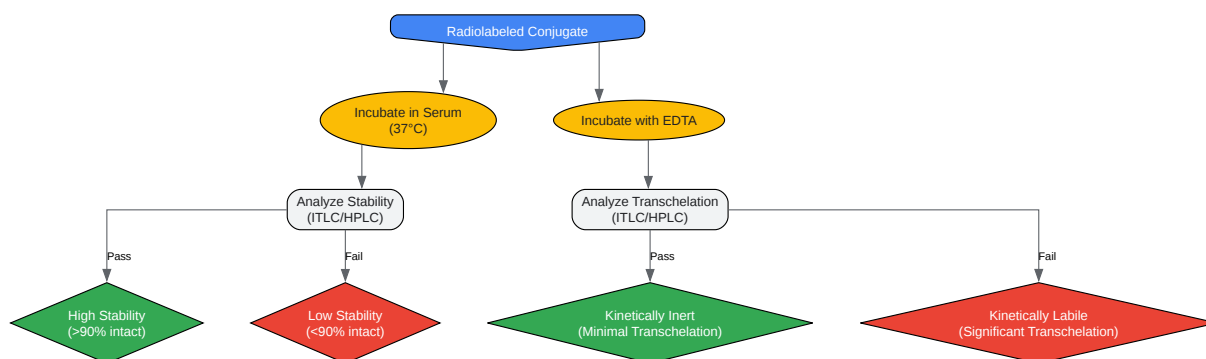 Radiolabeled Conjugate
Incubate in Serum
(37°C)
Incubate with EDTA
Analyze Stability
(ITLC/HPLC)
Analyze Transchelation
(ITLC/HPLC)
Pass
Fail
Pass
Fail
High Stability
(>90% intact)
Low Stability
(<90% intact)
Kinetically Inert
(Minimal Transchelation)
Kinetically Labile
(Significant Transchelation)